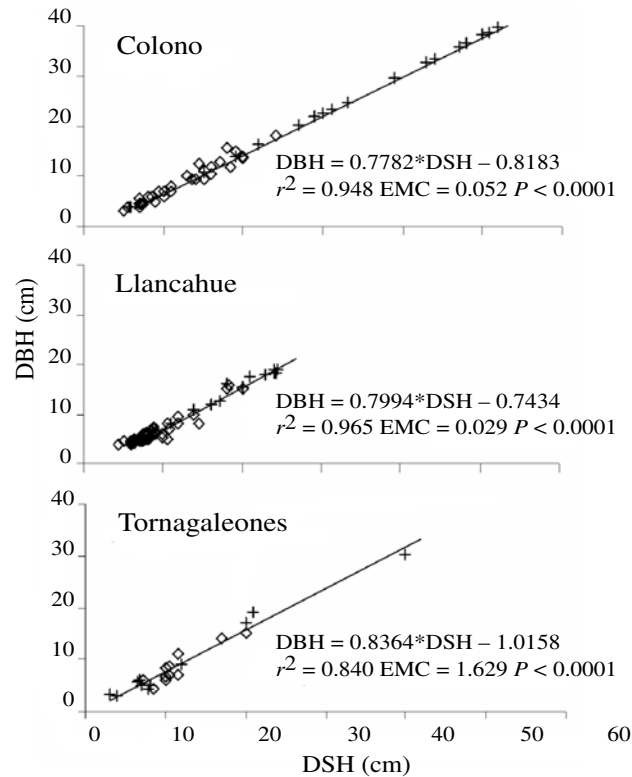 40
Colono
30
20
10
0
DBH = 0.7782*DSH – 0.8183
r² = 0.948 EMC = 0.052 P < 0.0001
DBH (cm)
40
Llancahue
30
20
10
0
DBH = 0.7994*DSH – 0.7434
r² = 0.965 EMC = 0.029 P < 0.0001
40
Tornagaleones
30
20
10
0
DBH = 0.8364*DSH – 1.0158
r² = 0.840 EMC = 1.629 P < 0.0001
0 10 20 30 40 50 60
DSH (cm)